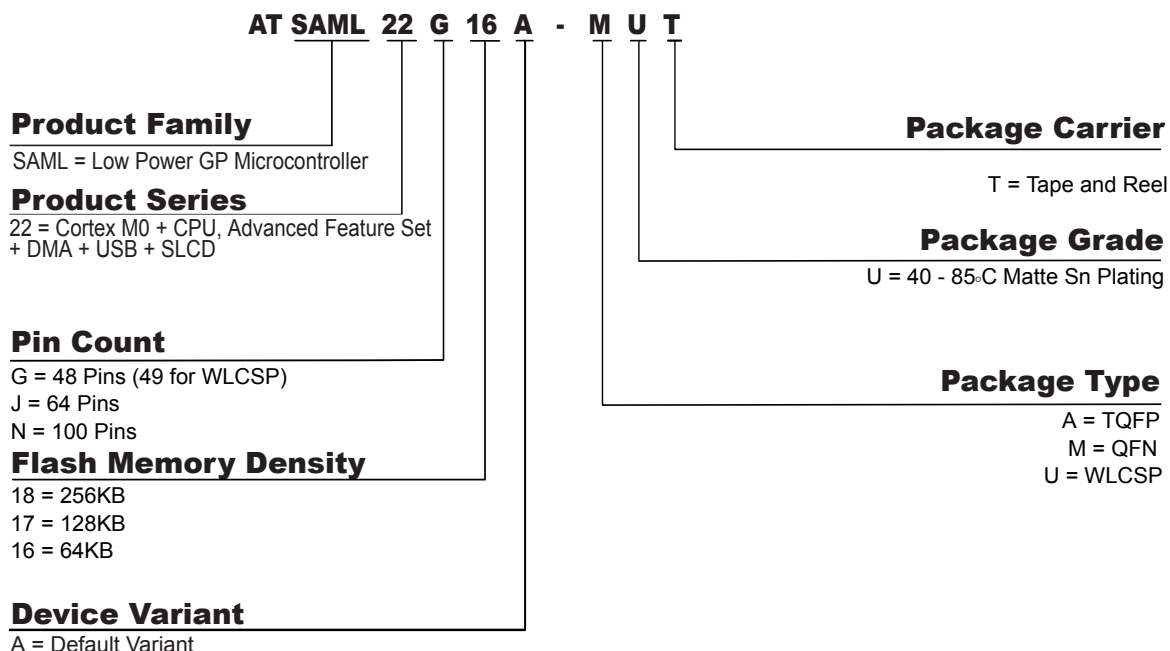 AT SAML 22 G 16 A - M U T
Product Family
SAML = Low Power GP Microcontroller
Product Series
22 = Cortex M0 + CPU, Advanced Feature Set
+ DMA + USB + SLCD
Pin Count
G = 48 Pins (49 for WLCSP)
J = 64 Pins
N = 100 Pins
Flash Memory Density
18 = 256KB
17 = 128KB
16 = 64KB
Device Variant
A = Default Variant
Package Carrier
T = Tape and Reel
Package Grade
U = 40 - 85◦C Matte Sn Plating
Package Type
A = TQFP
M = QFN
U = WLCSP